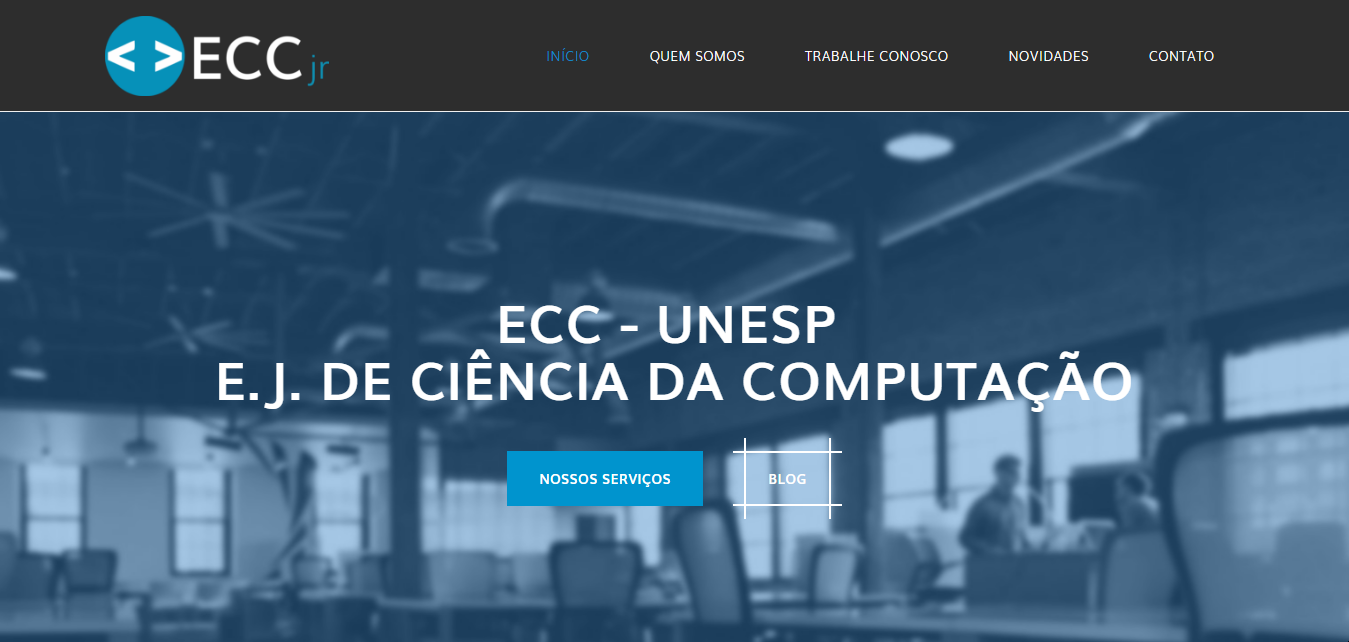 <> ECC jr
INÍCIO
QUEM SOMOS
TRABALHE CONOSCO
NOVIDADES
CONTATO
ECC - UNESP
E.J. DE CIÊNCIA DA COMPUTAÇÃO
NOSSOS SERVIÇOS
BLOG